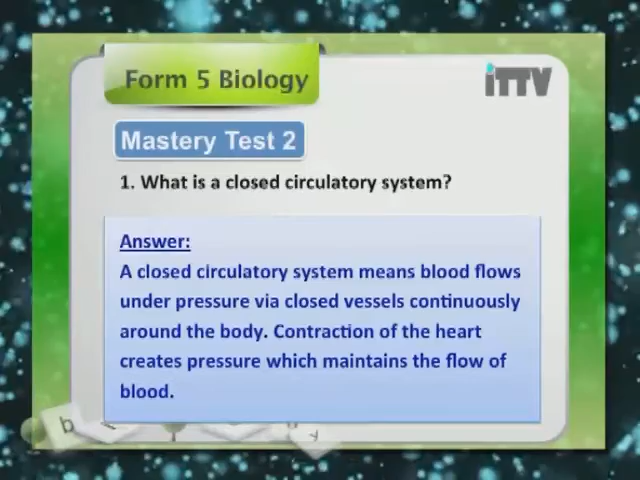 Form 5 Biology
iTTV
Mastery Test 2
1. What is a closed circulatory system?
Answer:
A closed circulatory system means blood flows
under pressure via closed vessels continuously
around the body. Contraction of the heart
creates pressure which maintains the flow of
blood.